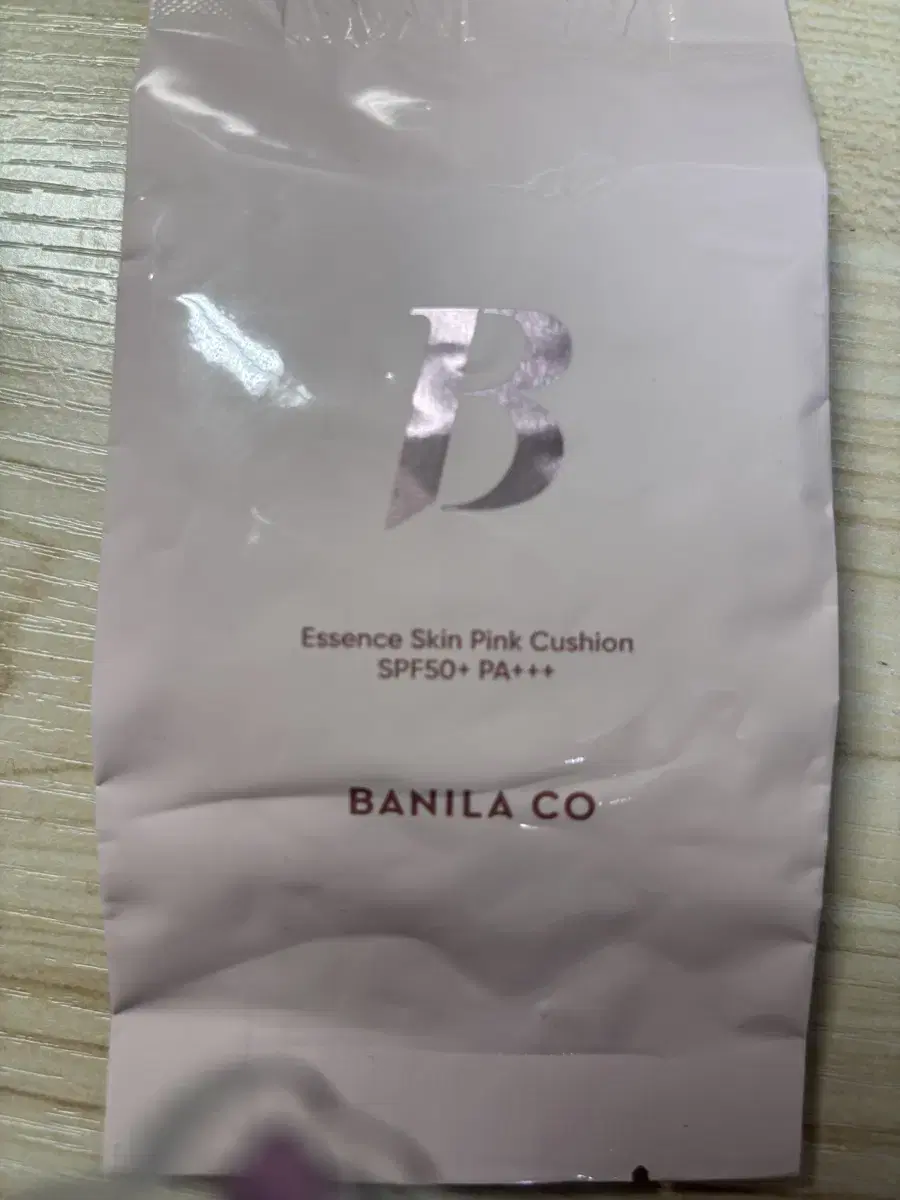 B
Essence Skin Pink Cushion
SPF50+ PA+++
BANILA CO